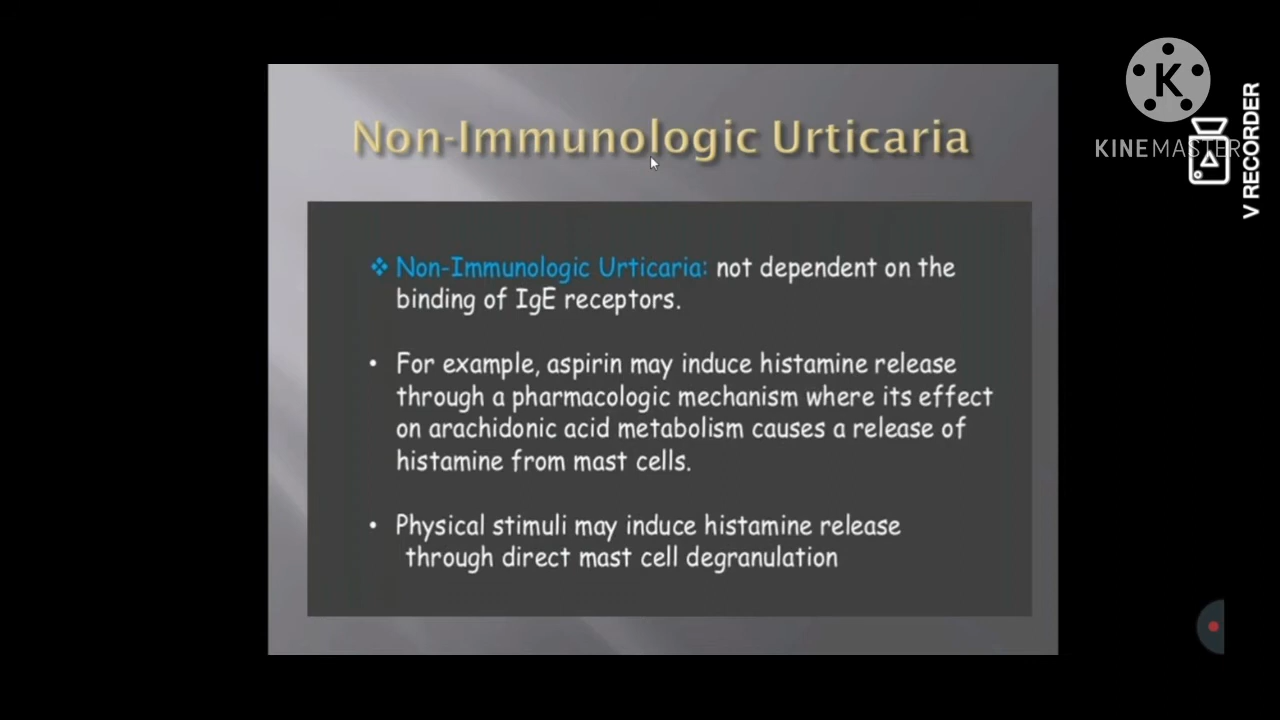 Non-Immunologic Urticaria
❖ Non-Immunologic Urticaria: not dependent on the
binding of IgE receptors.
• For example, aspirin may induce histamine release
through a pharmacologic mechanism where its effect
on arachidonic acid metabolism causes a release of
histamine from mast cells.
• Physical stimuli may induce histamine release
through direct mast cell degranulation
K
KINEMASTER
V RECORDER